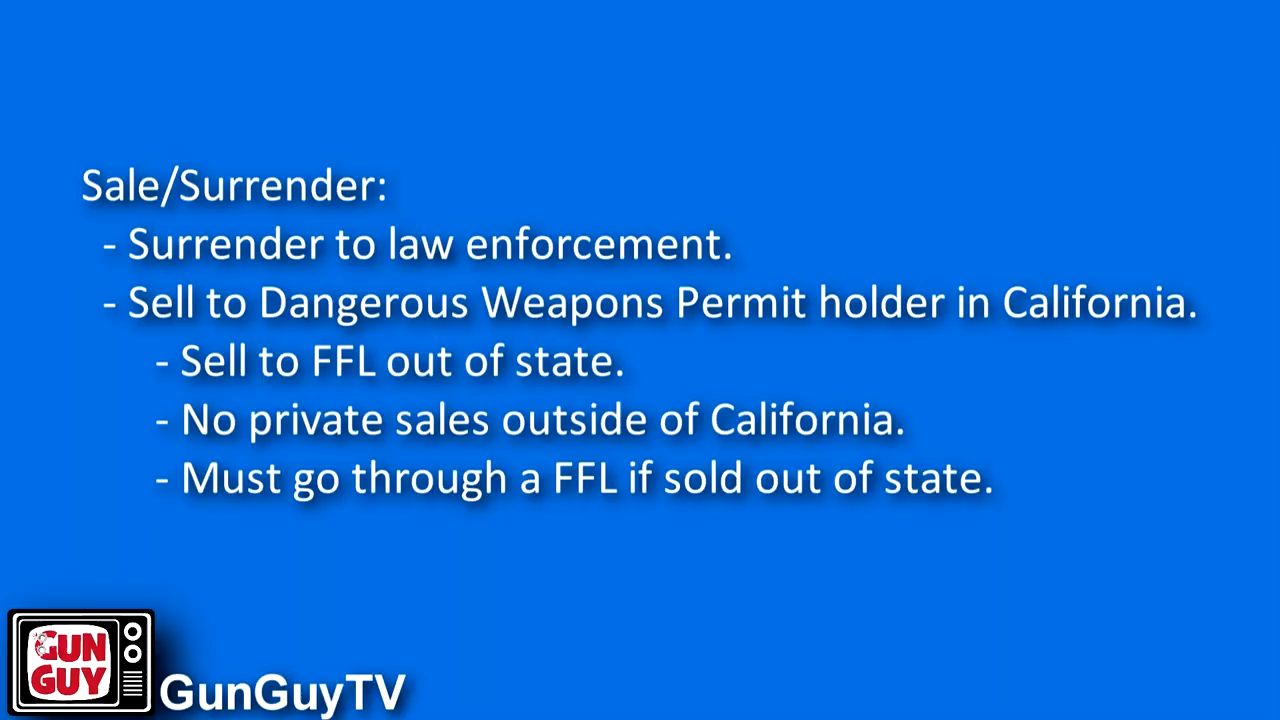 Sale/Surrender:
- Surrender to law enforcement.
- Sell to Dangerous Weapons Permit holder in California.
- Sell to FFL out of state.
- No private sales outside of California.
- Must go through a FFL if sold out of state.
GUN
GUY
GunGuyTV